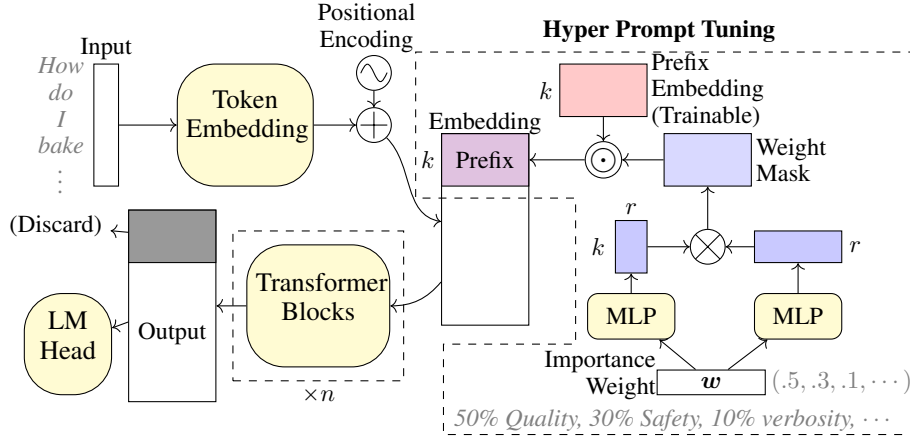 Hyper Prompt Tuning
Positional
Encoding
Input
How
do
I
bake
⋮
Token
Embedding
Prefix
Embedding
(Trainable)
k
Embedding
k
Prefix
Weight
Mask
(Discard)
r
k
r
Transformer
Blocks
×n
Output
LM
Head
MLP
MLP
Importance
Weight
w
(.5, .3, .1, ⋯)
50% Quality, 30% Safety, 10% verbosity, ⋯